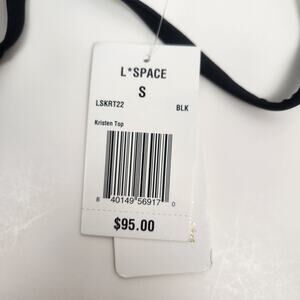 L*SPACE
S
LSKRT22 BLK
Kristen Top
8 40149 56917 0
$95.00